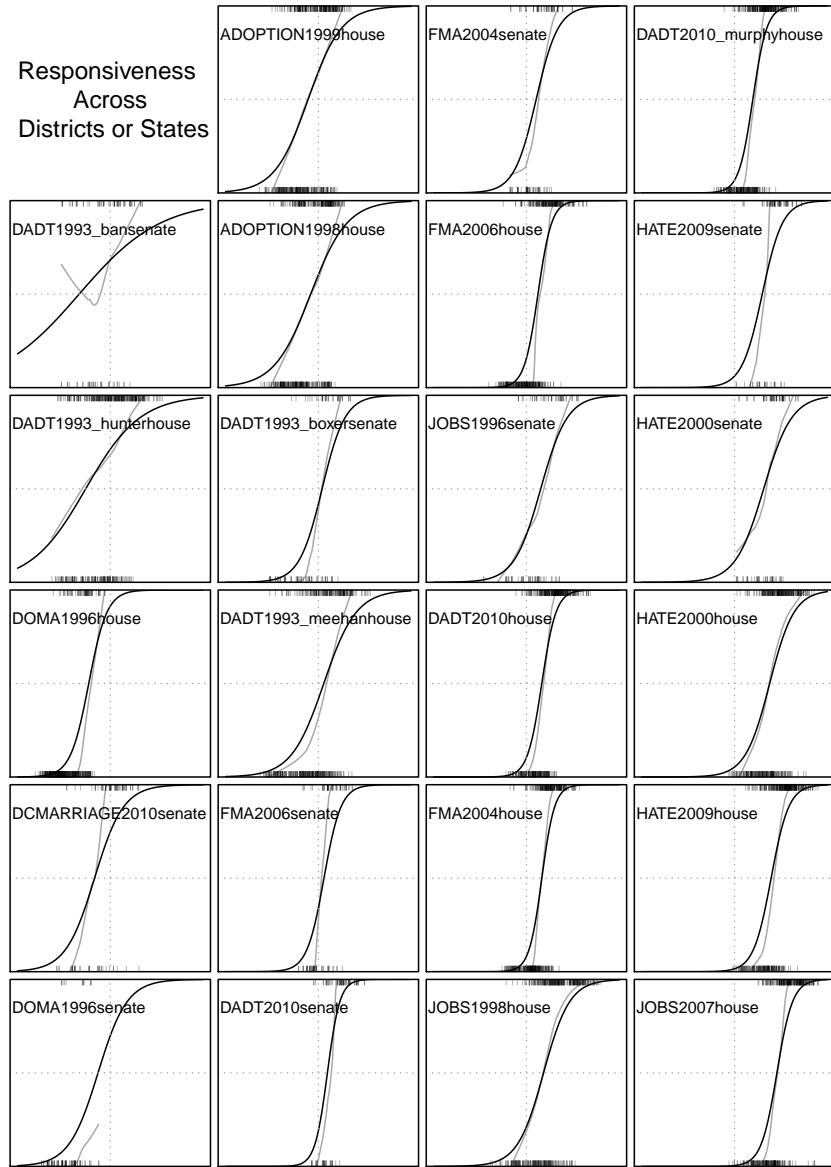 Responsiveness
Across
Districts or States
ADOPTION1999house
FMA2004senate
DADT2010_murphyhouse
DADT1993_bansenate
ADOPTION1998house
FMA2006house
HATE2009senate
DADT1993_hunterhouse
DADT1993_boxersenate
JOBS1996senate
HATE2000senate
DOMA1996house
DADT1993_meehanhouse
DADT2010house
HATE2000house
DCMARRIAGE2010senate
FMA2006senate
FMA2004house
HATE2009house
DOMA1996senate
DADT2010senate
JOBS1998house
JOBS2007house